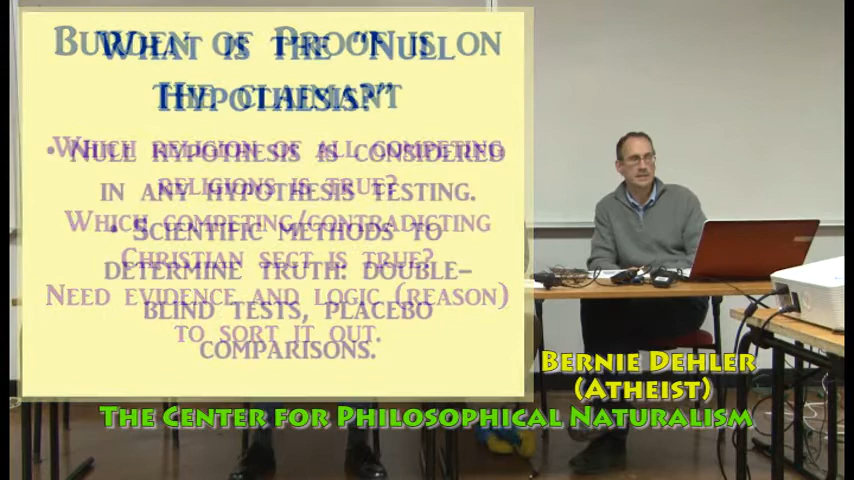 Burden of Proof is on
the claimant
Which religion of all competing
religions is true?
Which competing/contradicting
Christian sect is true?
Need evidence and logic (reason)
to sort it out.
What is the “Null
Hypothesis?”
• Null hypothesis is considered
in any hypothesis testing.
• Scientific methods to
determine truth: double-
blind tests, placebo
comparisons.
Bernie Dehler
(Atheist)
The Center for Philosophical Naturalism